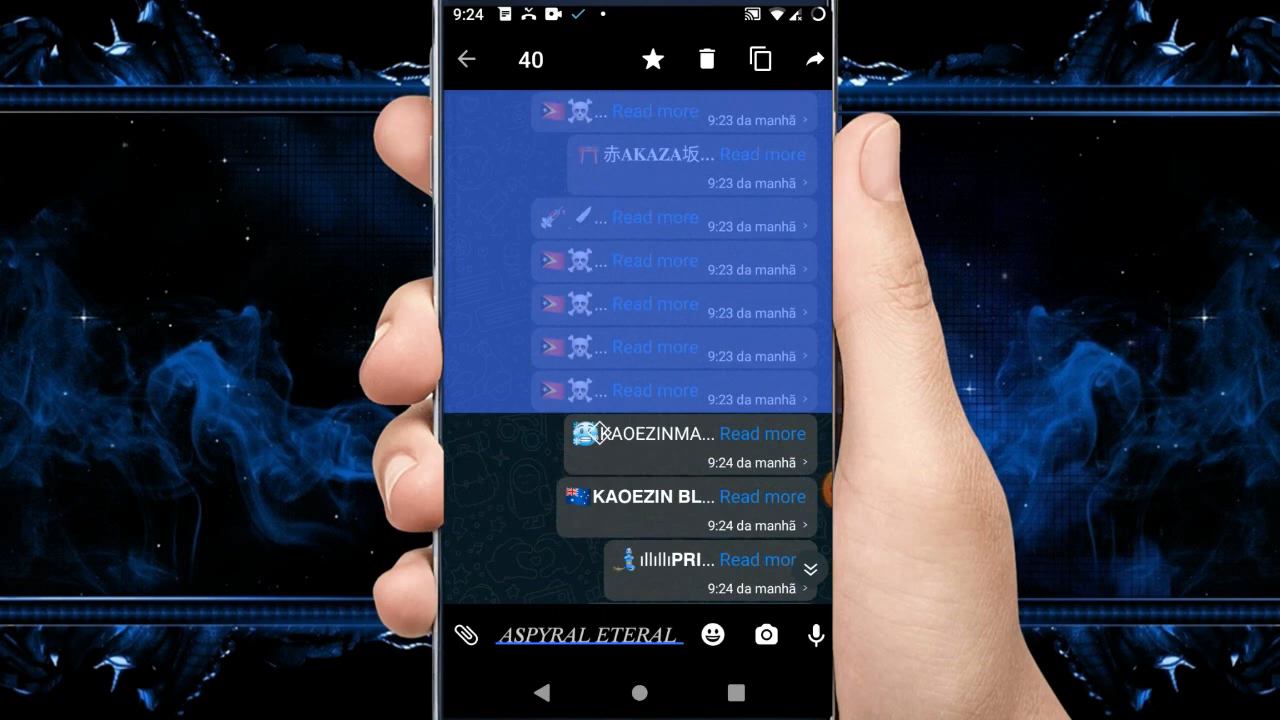 9:24
40
🇹🇱☠️... Read more 9:23 da manhã
⛩️赤𝐀𝐊𝐀𝐙𝐀坂... Read more
9:23 da manhã
... Read more 9:23 da manhã
🇹🇱☠️... Read more 9:23 da manhã
🇹🇱☠️... Read more 9:23 da manhã
🇹🇱☠️... Read more 9:23 da manhã
🇹🇱☠️... Read more 9:23 da manhã
KAOEZINMA... Read more
9:24 da manhã
🇦🇺KAOEZIN BL... Read more
9:24 da manhã
ıllıllıPRI... Read mor
9:24 da manhã
ASPYRAL ETERAL